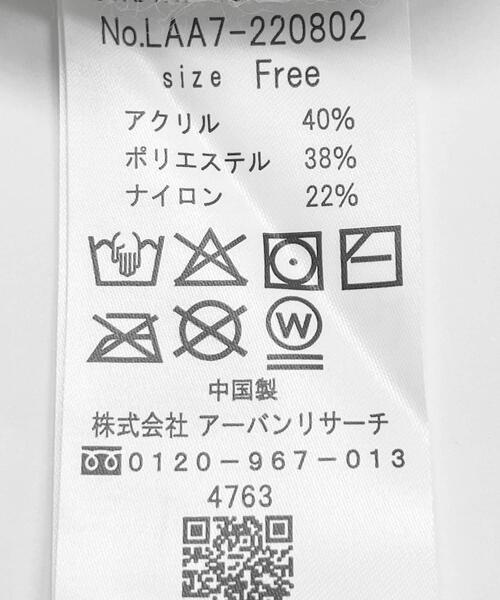 No.LAA7-220802
size Free
アクリル 40%
ポリエステル 38%
ナイロン 22%
W
中国製
株式会社 アーバンリサーチ
0120-967-013
4763